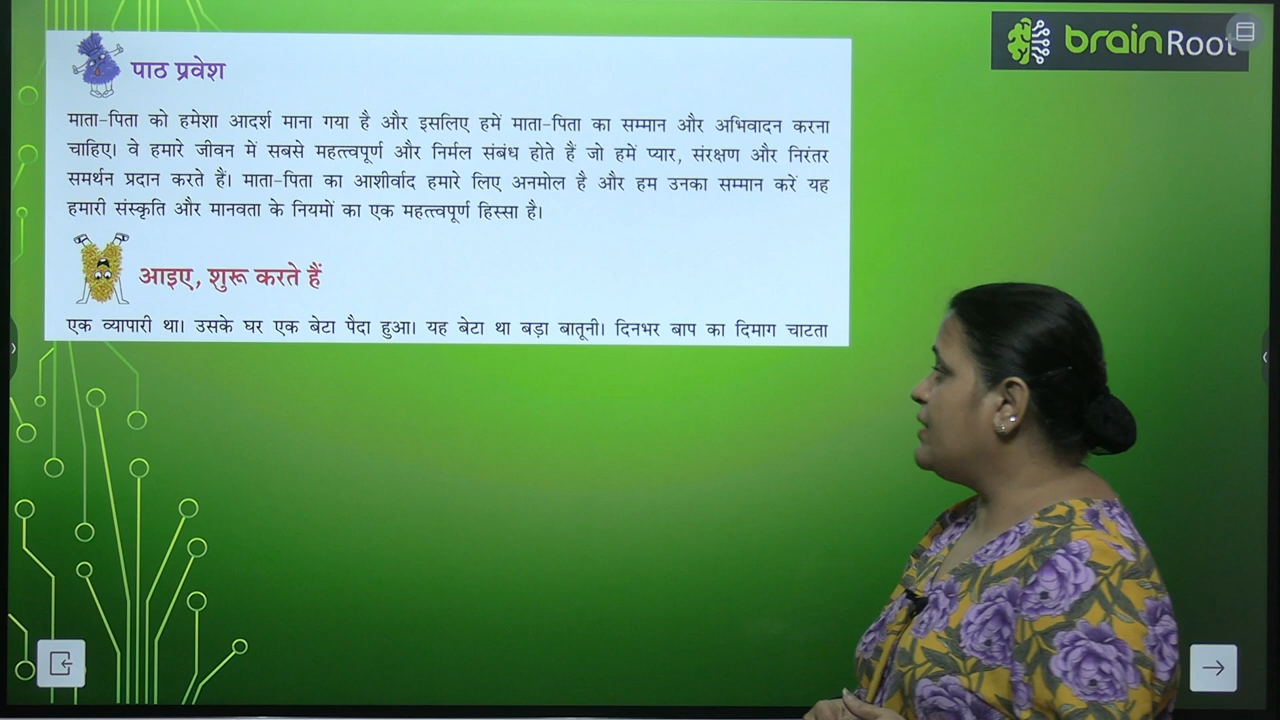 brainRoot
पाठ प्रवेश
माता-पिता को हमेशा आदर्श माना गया है और इसलिए हमें माता-पिता का सम्मान और अभिवादन करना
चाहिए। वे हमारे जीवन में सबसे महत्त्वपूर्ण और निर्मल संबंध होते हैं जो हमें प्यार, संरक्षण और निरंतर
समर्थन प्रदान करते हैं। माता-पिता का आशीर्वाद हमारे लिए अनमोल है और हम उनका सम्मान करें यह
हमारी संस्कृति और मानवता के नियमों का एक महत्त्वपूर्ण हिस्सा है।
आइए, शुरू करते हैं
एक व्यापारी था। उसके घर एक बेटा पैदा हुआ। यह बेटा था बड़ा बातूनी। दिनभर बाप का दिमाग चाटता